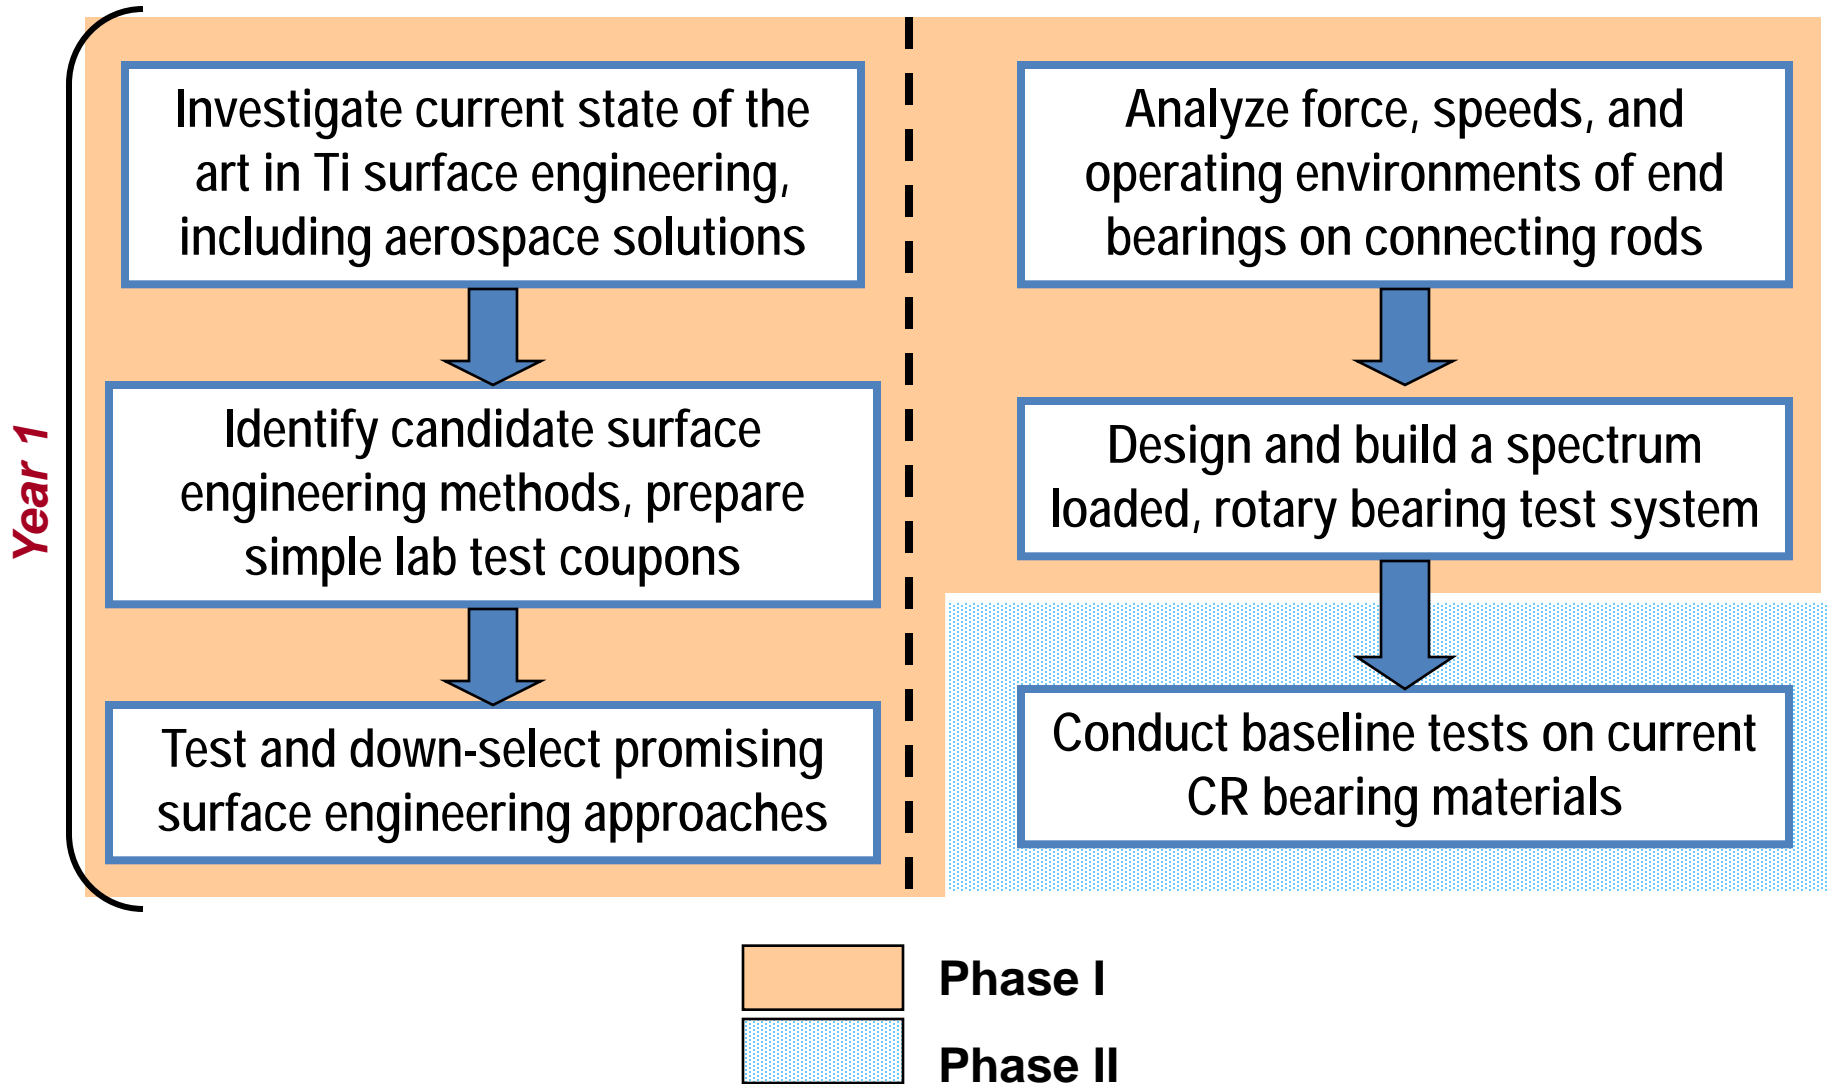 Year 1
Investigate current state of the
art in Ti surface engineering,
including aerospace solutions
Identify candidate surface
engineering methods, prepare
simple lab test coupons
Test and down-select promising
surface engineering approaches
Analyze force, speeds, and
operating environments of end
bearings on connecting rods
Design and build a spectrum
loaded, rotary bearing test system
Conduct baseline tests on current
CR bearing materials
Phase I
Phase II